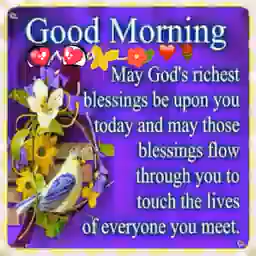 Good Morning
May God's richest
blessings be upon you
today and may those
blessings flow
through you to
touch the lives
of everyone you meet.